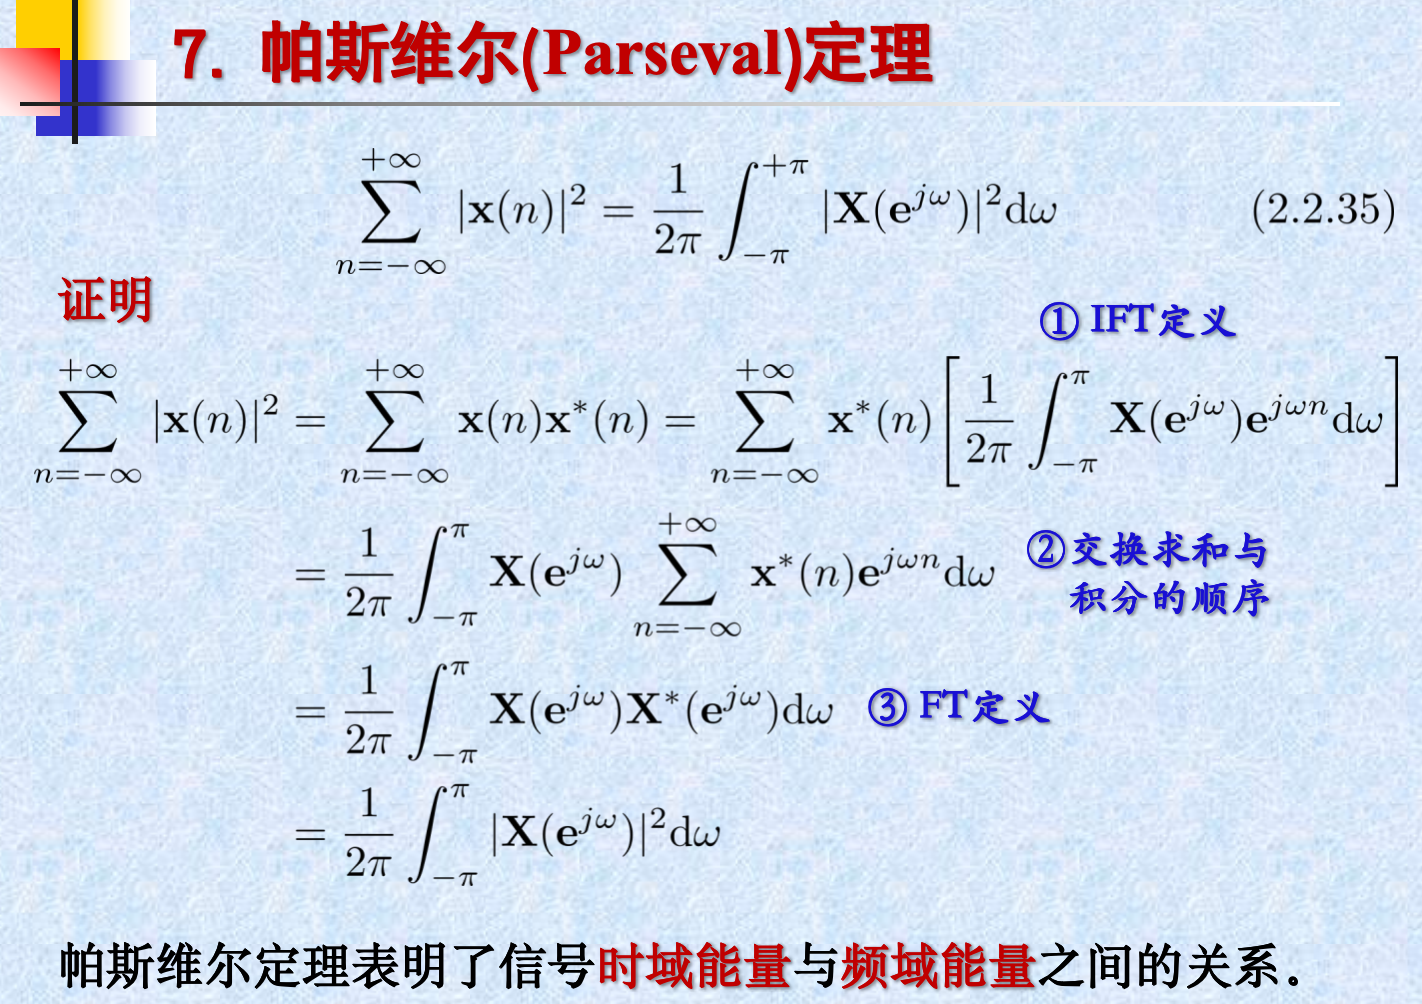 7. 帕斯维尔(Parseval)定理
$$\sum_{n=-\infty}^{+\infty} |\mathbf{x}(n)|^2 = \frac{1}{2\pi} \int_{-\pi}^{+\pi} |\mathbf{X}(\mathbf{e}^{j\omega})|^2 \mathrm{d}\omega \quad (2.2.35)$$
证明
① IFT定义
$$\sum_{n=-\infty}^{+\infty} |\mathbf{x}(n)|^2 = \sum_{n=-\infty}^{+\infty} \mathbf{x}(n)\mathbf{x}^*(n) = \sum_{n=-\infty}^{+\infty} \mathbf{x}^*(n) \left[ \frac{1}{2\pi} \int_{-\pi}^{\pi} \mathbf{X}(\mathbf{e}^{j\omega})\mathbf{e}^{j\omega n} \mathrm{d}\omega \right]$$
$$= \frac{1}{2\pi} \int_{-\pi}^{\pi} \mathbf{X}(\mathbf{e}^{j\omega}) \sum_{n=-\infty}^{+\infty} \mathbf{x}^*(n)\mathbf{e}^{j\omega n} \mathrm{d}\omega$$
②交换求和与
积分的顺序
$$= \frac{1}{2\pi} \int_{-\pi}^{\pi} \mathbf{X}(\mathbf{e}^{j\omega})\mathbf{X}^*(\mathbf{e}^{j\omega}) \mathrm{d}\omega$$
③ FT定义
$$= \frac{1}{2\pi} \int_{-\pi}^{\pi} |\mathbf{X}(\mathbf{e}^{j\omega})|^2 \mathrm{d}\omega$$
帕斯维尔定理表明了信号时域能量与频域能量之间的关系.